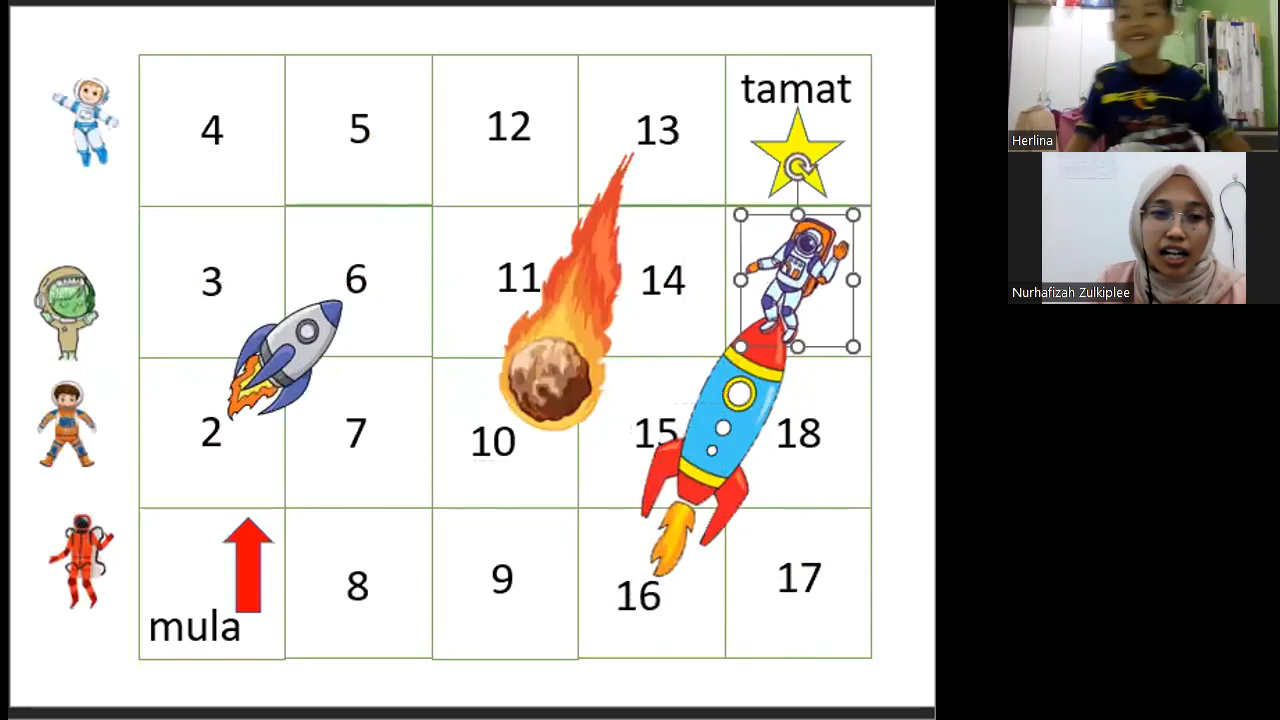 4 5 12 13 tamat
3 6 11 14
2 7 10 15 18
mula 8 9 16 17
Herlina
Nurhafizah Zulkiplee